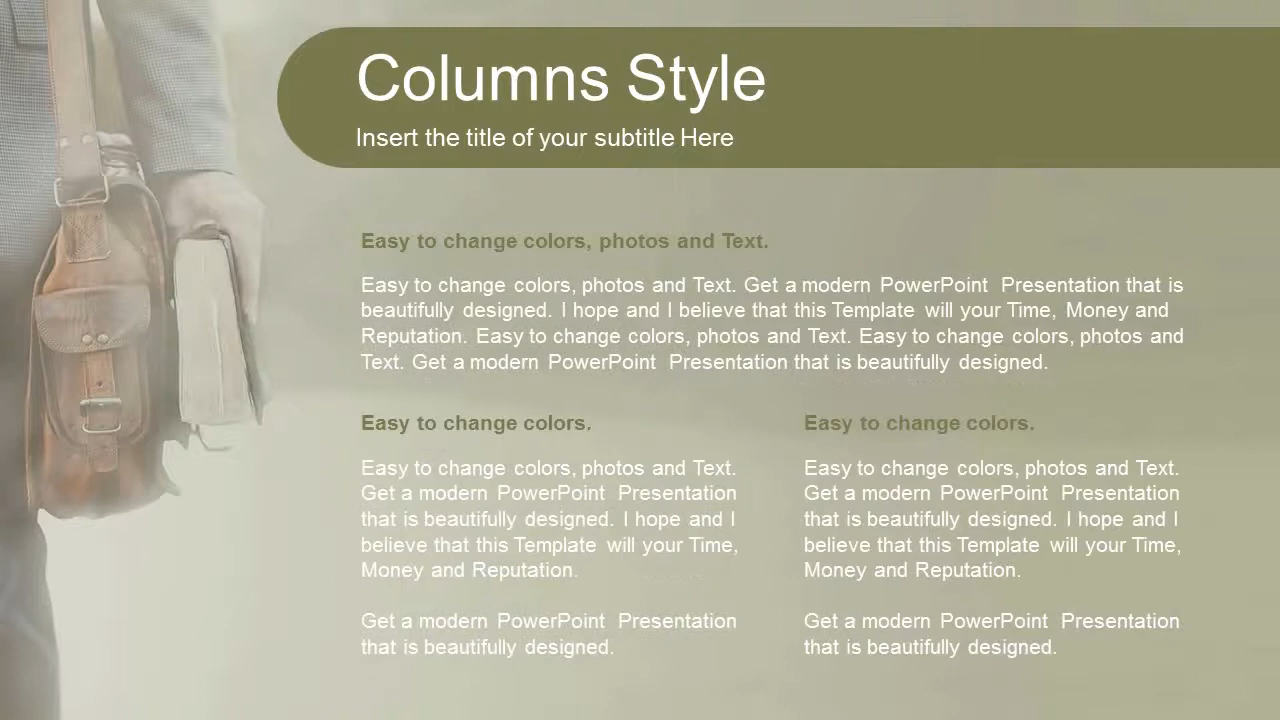 Columns Style
Insert the title of your subtitle Here
Easy to change colors, photos and Text.
Easy to change colors, photos and Text. Get a modern PowerPoint Presentation that is
beautifully designed. I hope and I believe that this Template will your Time, Money and
Reputation. Easy to change colors, photos and Text. Easy to change colors, photos and
Text. Get a modern PowerPoint Presentation that is beautifully designed.
Easy to change colors.
Easy to change colors, photos and Text.
Get a modern PowerPoint Presentation
that is beautifully designed. I hope and I
believe that this Template will your Time,
Money and Reputation.
Get a modern PowerPoint Presentation
that is beautifully designed.
Easy to change colors.
Easy to change colors, photos and Text.
Get a modern PowerPoint Presentation
that is beautifully designed. I hope and I
believe that this Template will your Time,
Money and Reputation.
Get a modern PowerPoint Presentation
that is beautifully designed.